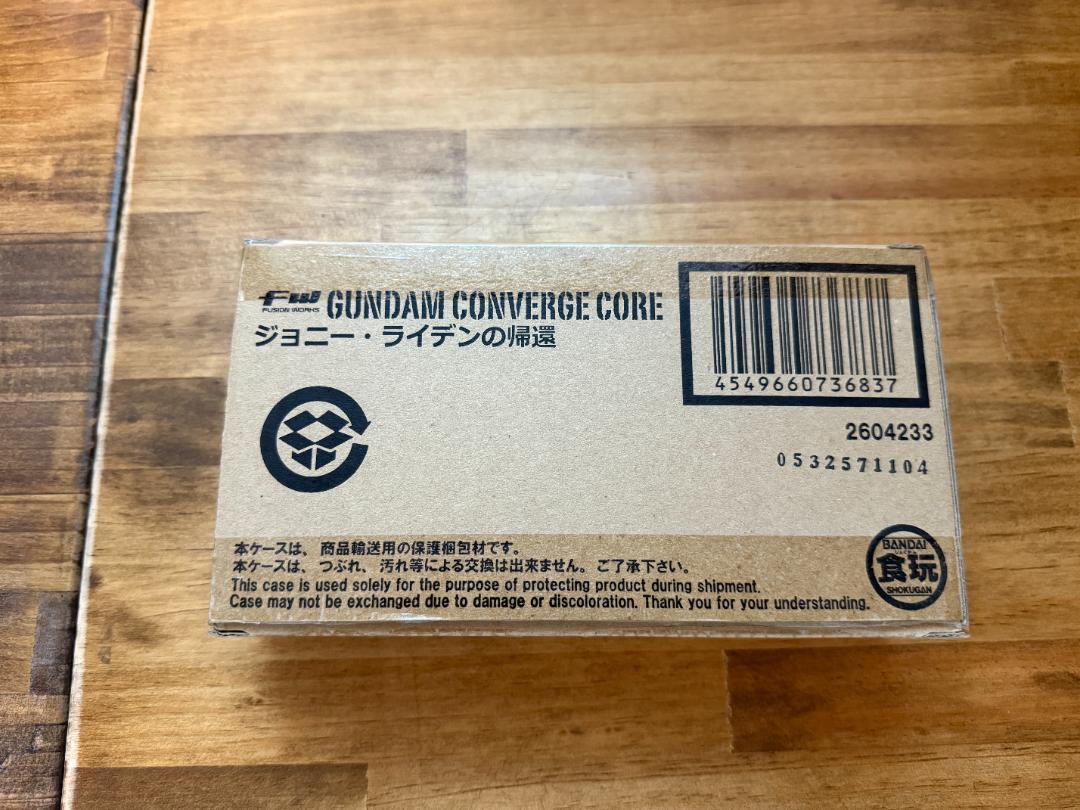 FW GUNDAM CONVERGE CORE
FUSION WORKS
ジョニー・ライデンの帰還
4549660736837
2604233
0532571104
本ケースは、商品輸送用の保護梱包材です。
本ケースは、つぶれ、汚れ等による交換は出来ません。ご了承下さい。
This case is used solely for the purpose of protecting product during shipment.
Case may not be exchanged due to damage or discoloration. Thank you for your understanding.
BANDAI
食玩
SHOKUGAN